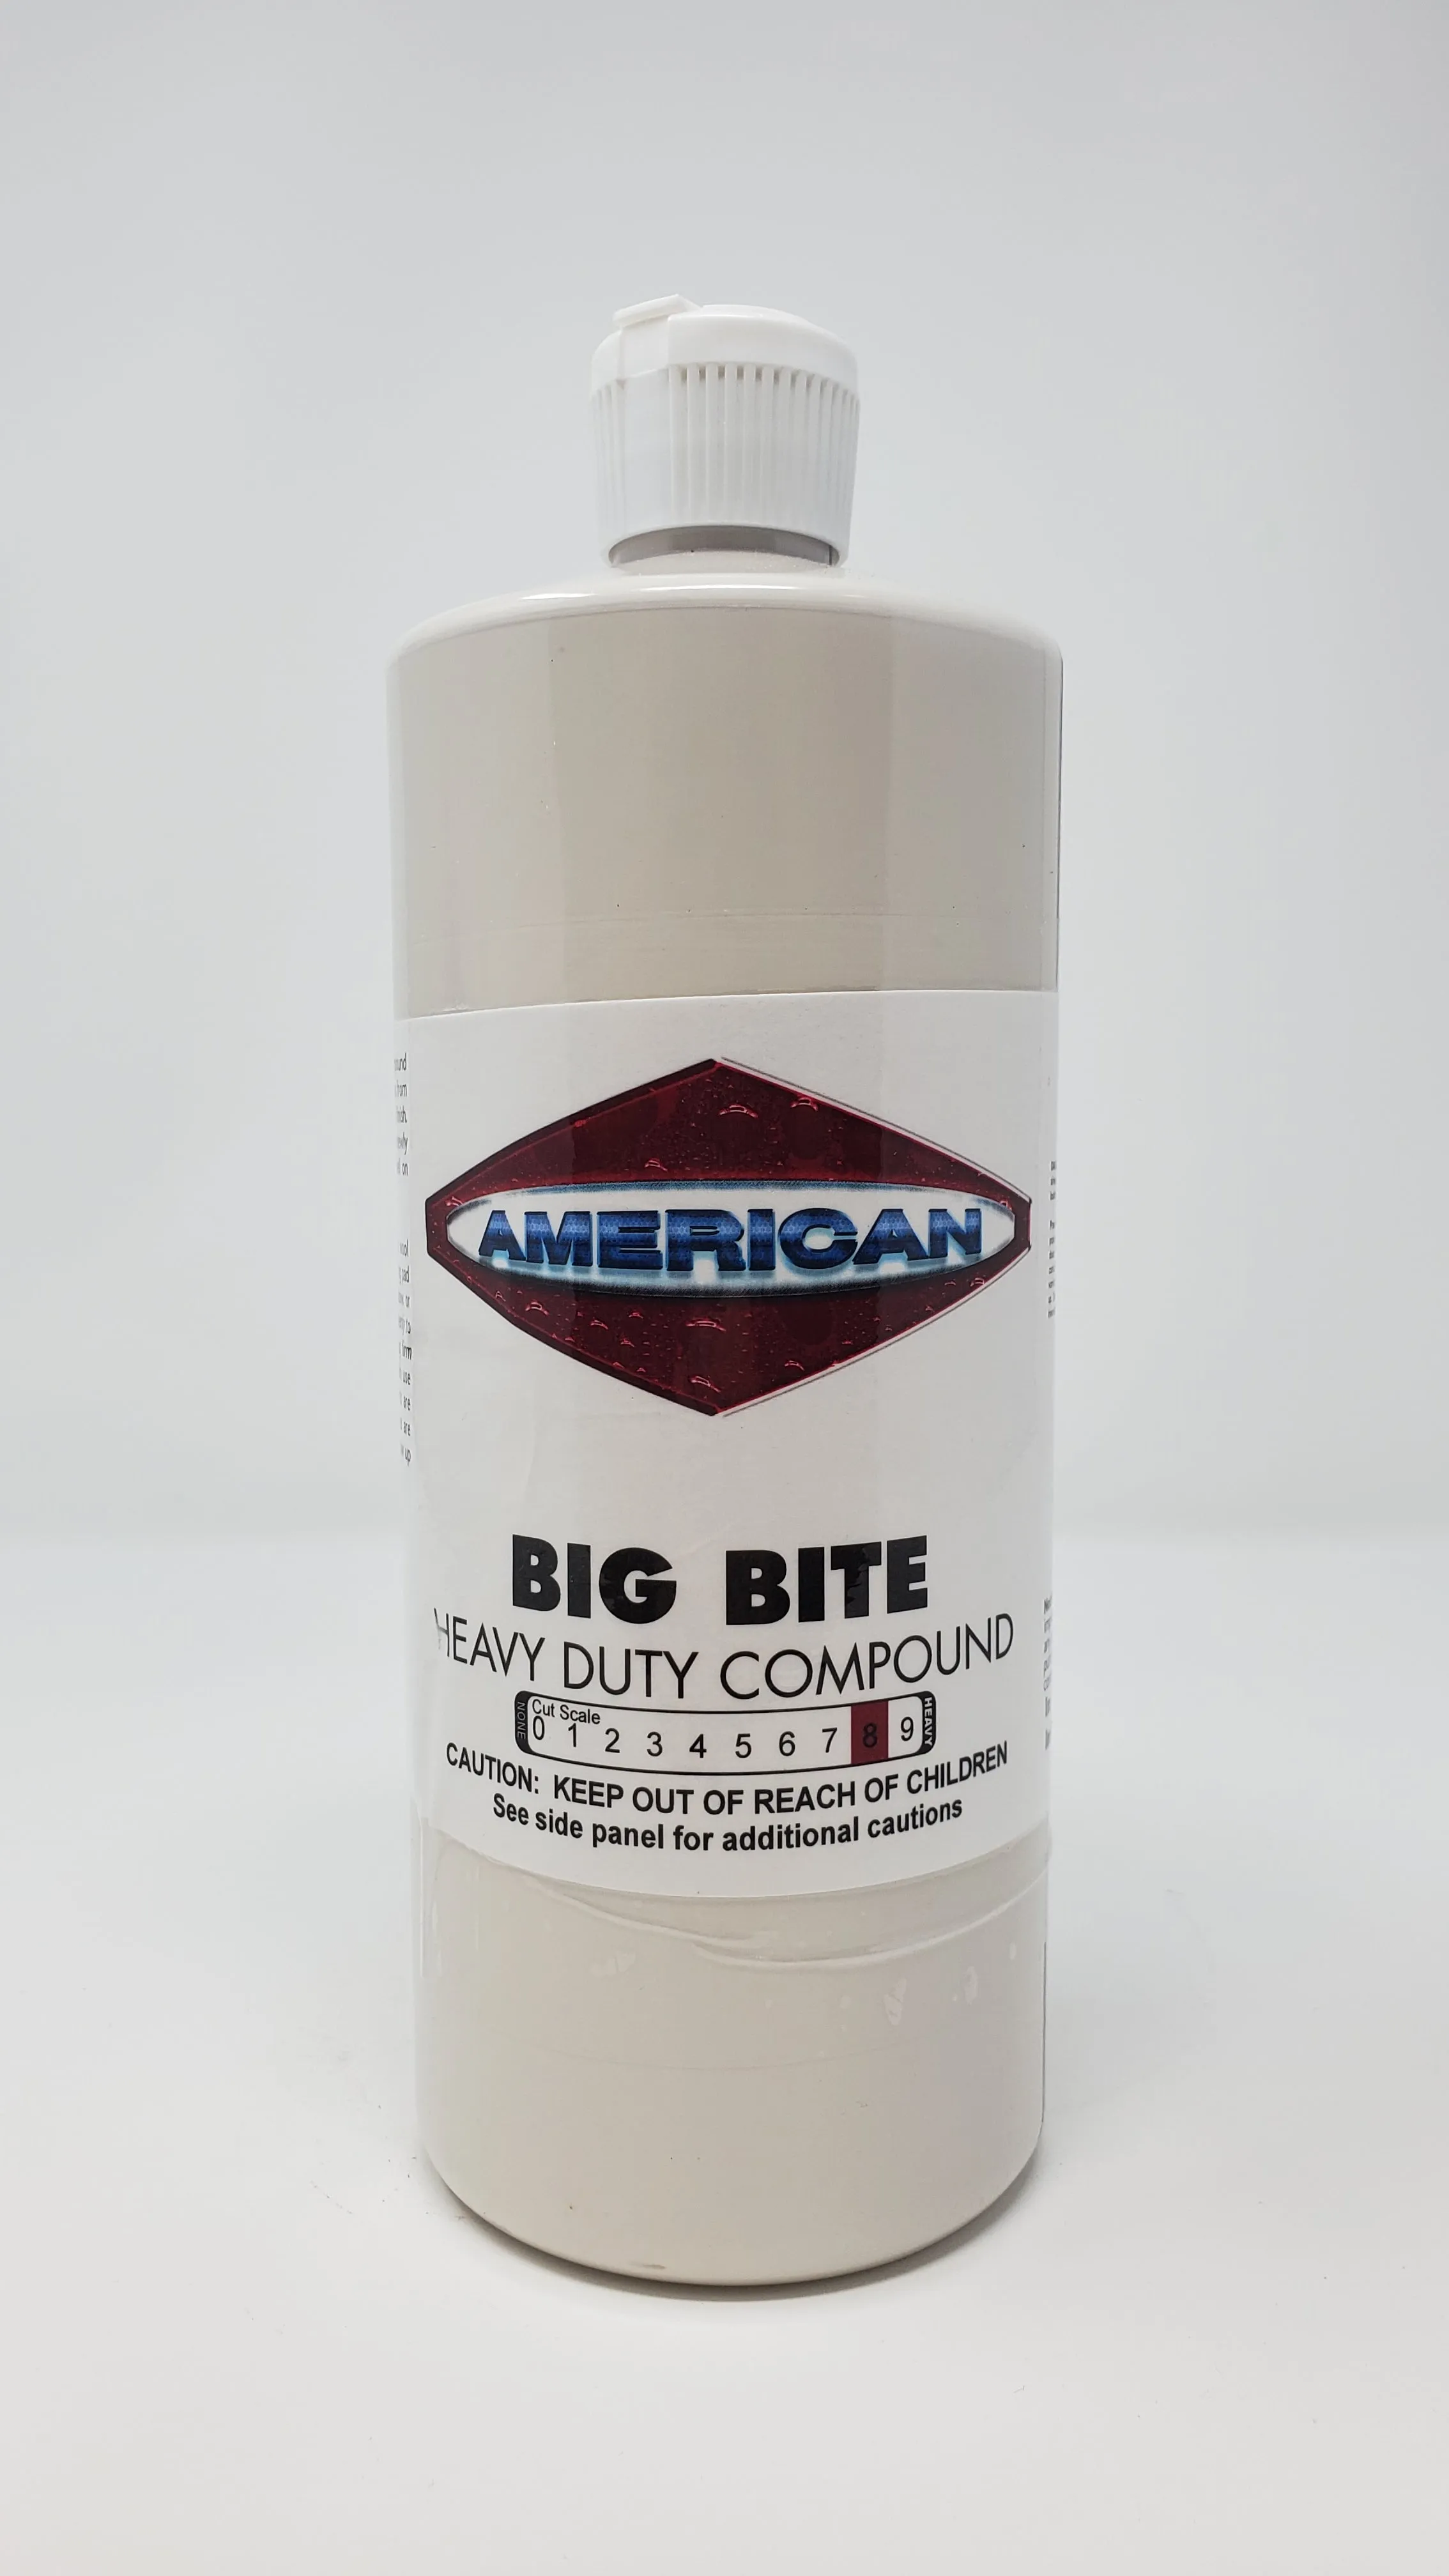 AMERICAN
BIG BITE
HEAVY DUTY COMPOUND
Cut Scale
NONE 0 1 2 3 4 5 6 7 8 9 HEAVY
CAUTION: KEEP OUT OF REACH OF CHILDREN
See side panel for additional cautions